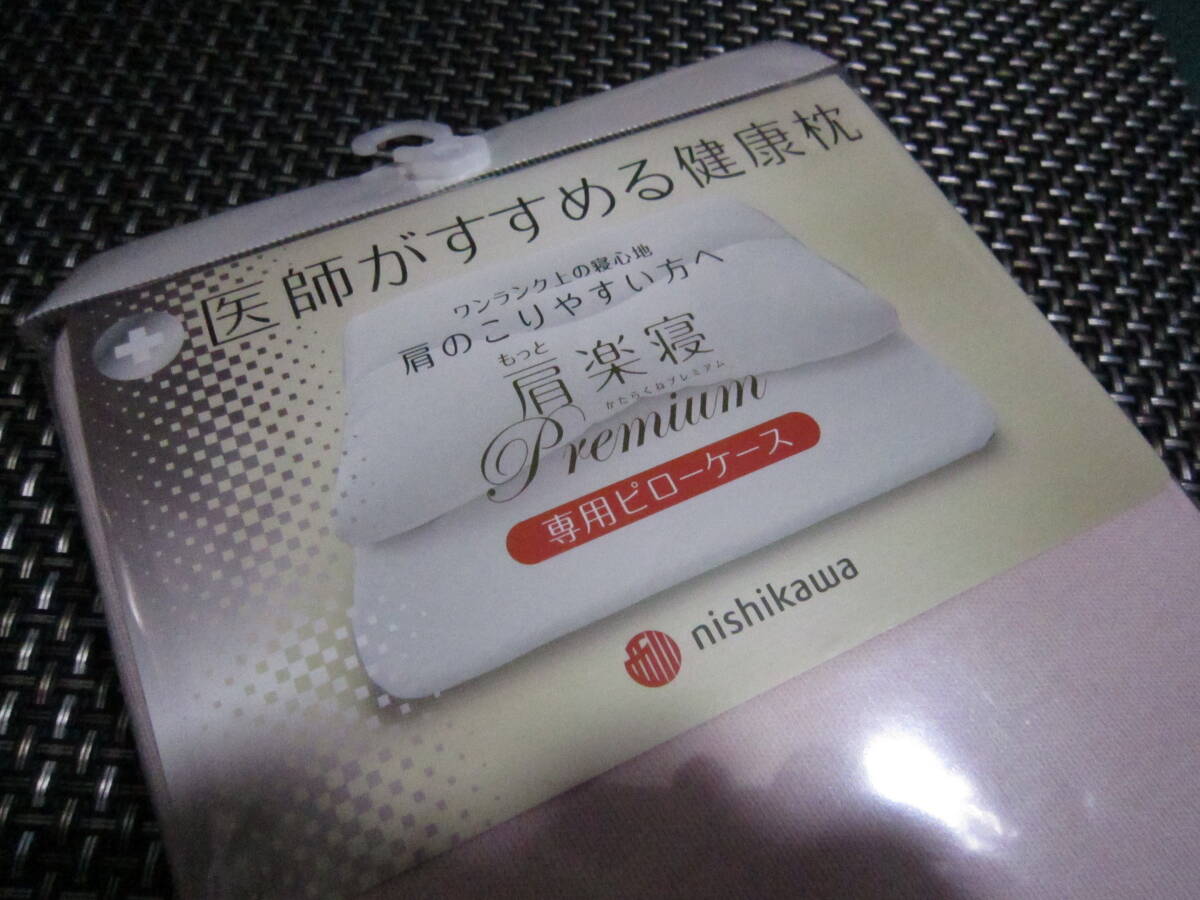 医師がすすめる健康枕
ワンランク上の寝心地
肩のこりやすい方へ
もっと
肩楽寝
かたらくねプレミアム
Premium
専用ピローケース
nishikawa